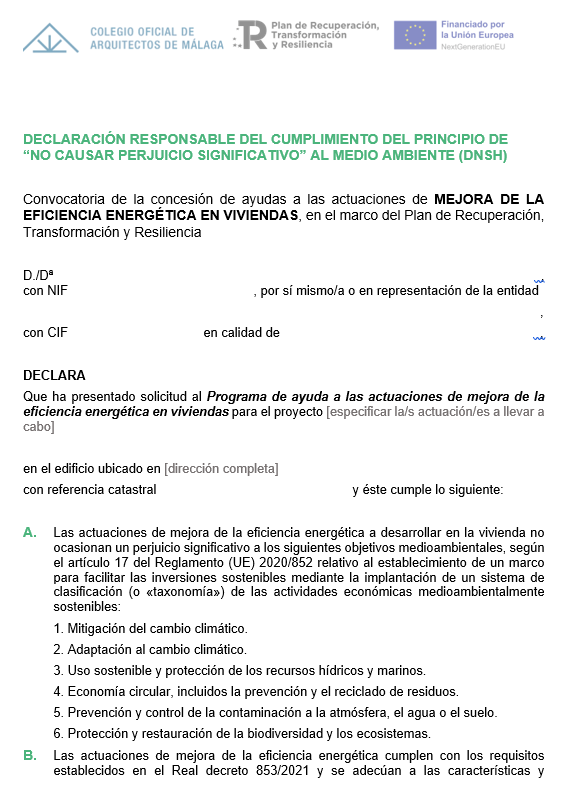 COLEGIO OFICIAL DE
ARQUITECTOS DE MÁLAGA
Plan de Recuperación,
Transformación
y Resiliencia
Financiado por
la Unión Europea
NextGenerationEU
DECLARACIÓN RESPONSABLE DEL CUMPLIMIENTO DEL PRINCIPIO DE
“NO CAUSAR PERJUICIO SIGNIFICATIVO” AL MEDIO AMBIENTE (DNSH)
Convocatoria de la concesión de ayudas a las actuaciones de MEJORA DE LA
EFICIENCIA ENERGÉTICA EN VIVIENDAS, en el marco del Plan de Recuperación,
Transformación y Resiliencia
D./Dª ,
con NIF , por sí mismo/a o en representación de la entidad
,
con CIF en calidad de ,
DECLARA
Que ha presentado solicitud al Programa de ayuda a las actuaciones de mejora de la
eficiencia energética en viviendas para el proyecto [especificar la/s actuación/es a llevar a
cabo]
en el edificio ubicado en [dirección completa]
con referencia catastral y éste cumple lo siguiente:
A. Las actuaciones de mejora de la eficiencia energética a desarrollar en la vivienda no
ocasionan un perjuicio significativo a los siguientes objetivos medioambientales, según
el artículo 17 del Reglamento (UE) 2020/852 relativo al establecimiento de un marco
para facilitar las inversiones sostenibles mediante la implantación de un sistema de
clasificación (o «taxonomía») de las actividades económicas medioambientalmente
sostenibles:
1. Mitigación del cambio climático.
2. Adaptación al cambio climático.
3. Uso sostenible y protección de los recursos hídricos y marinos.
4. Economía circular, incluidos la prevención y el reciclado de residuos.
5. Prevención y control de la contaminación a la atmósfera, el agua o el suelo.
6. Protección y restauración de la biodiversidad y los ecosistemas.
B. Las actuaciones de mejora de la eficiencia energética cumplen con los requisitos
establecidos en el Real decreto 853/2021 y se adecúan a las características y